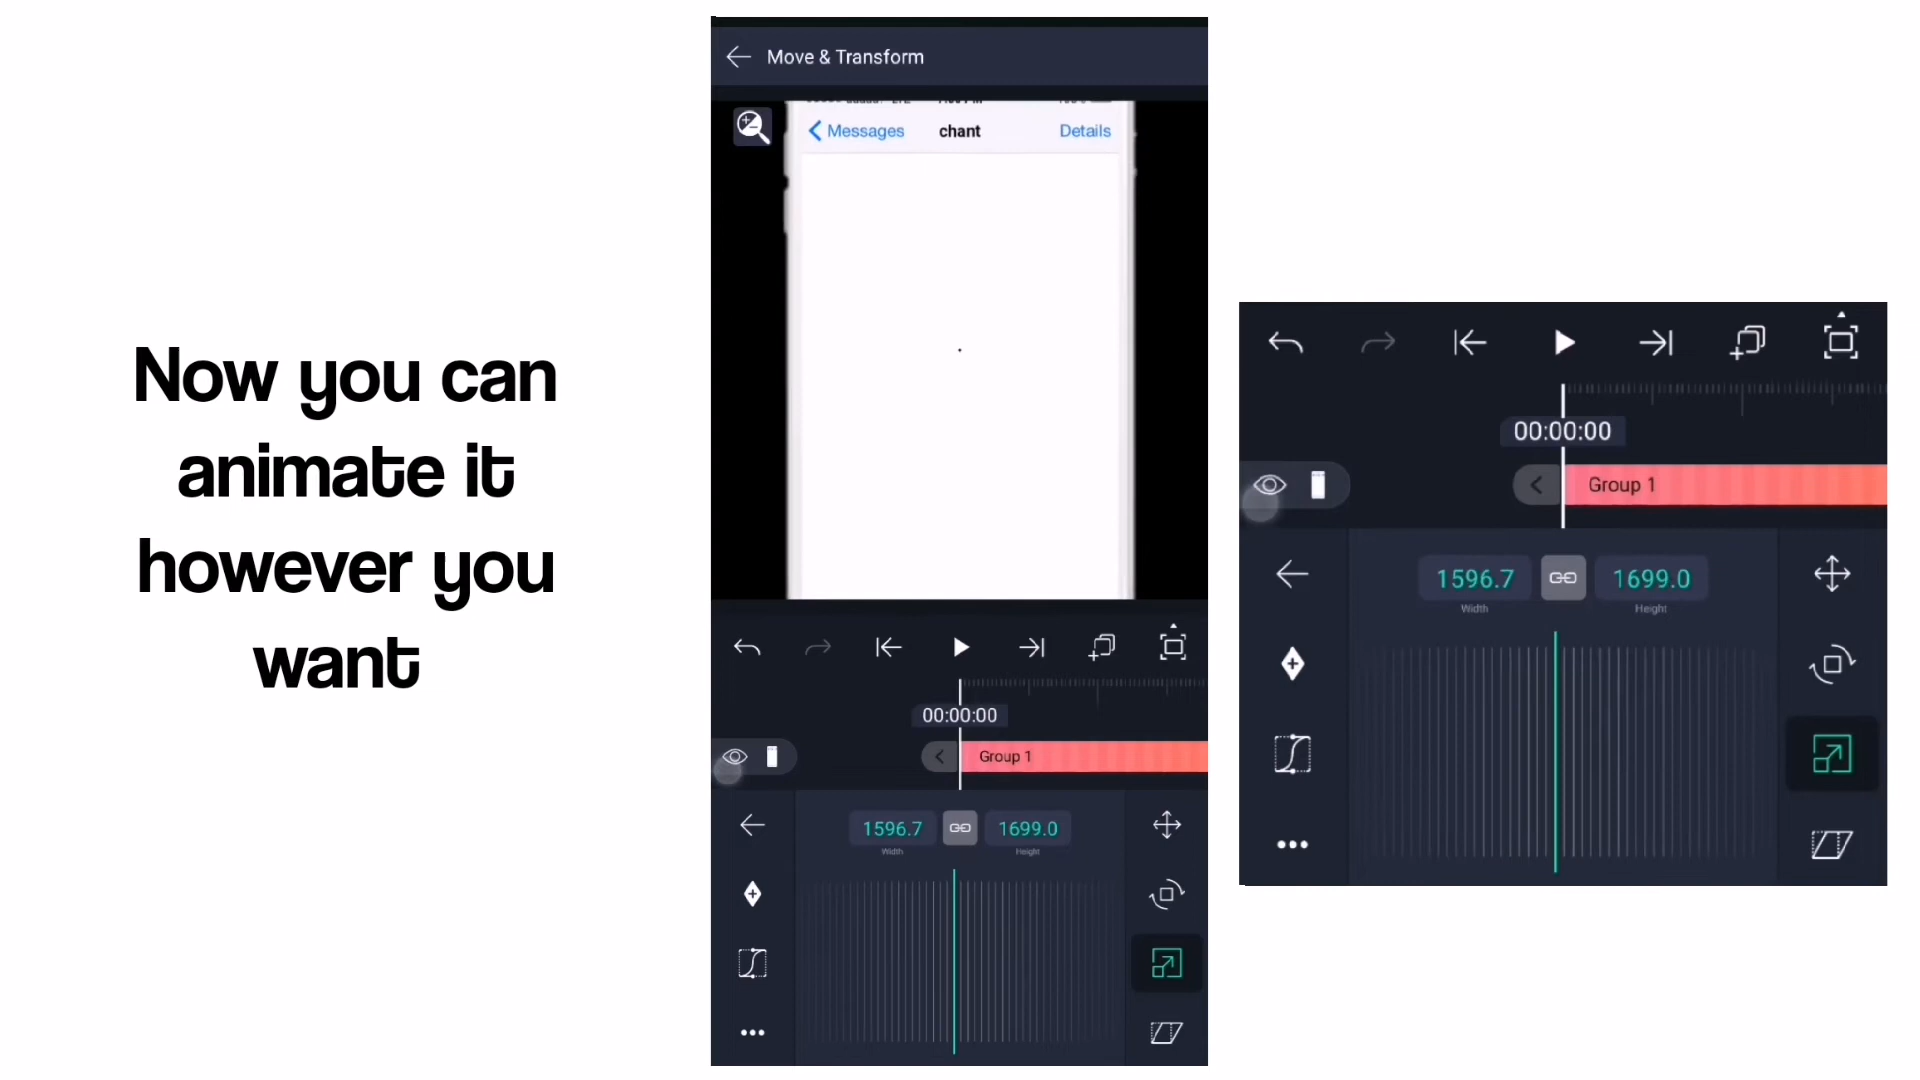 Now you can
animate it
however you
want
Move & Transform
Messages
chant
Details
00:00:00
Group 1
1596.7
1699.0
Width
Height
00:00:00
Group 1
1596.7
1699.0
Width
Height